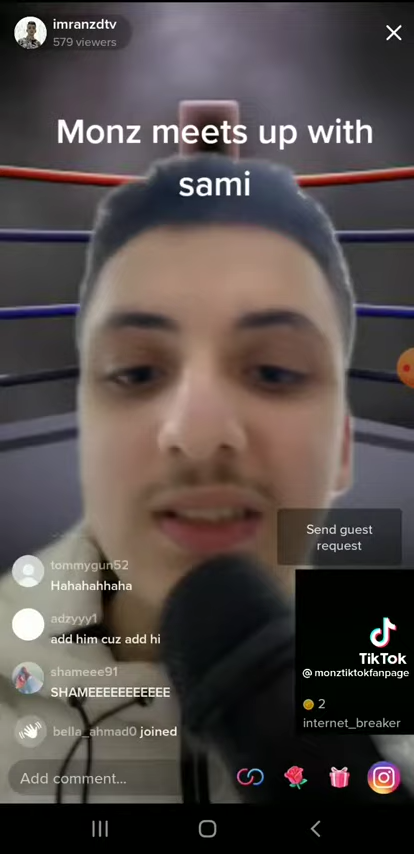 imranzdtv
579 viewers
Monz meets up with
sami
Send guest
request
tommygun52
Hahahahhaha
adzyyy1
add him cuz add hi
shameee91
SHAMEEEEEEEEEEE
bella_ahmad0 joined
TikTok
@ monztiktokfanpage
2
internet_breaker
Add comment...